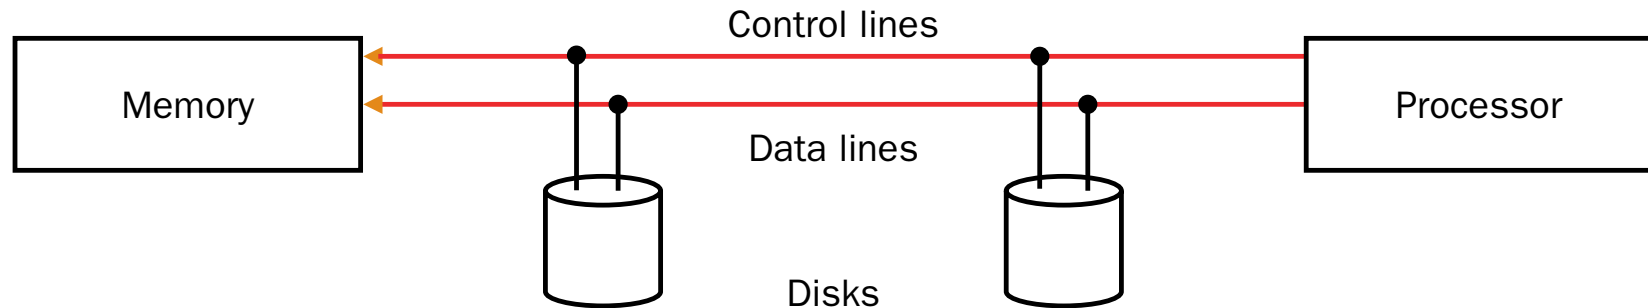 Control lines
Memory
Processor
Data lines
Disks